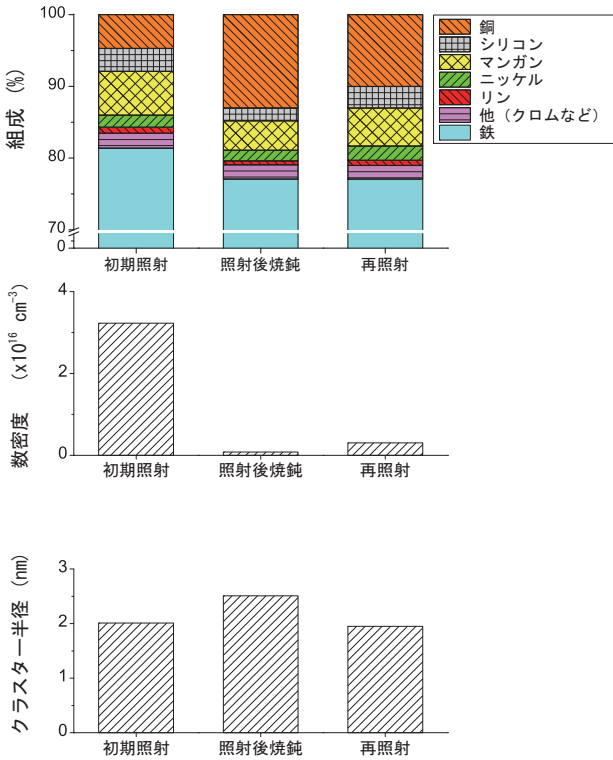 100
90
80
70
0
組成 (%)
初期照射
照射後焼鈍
再照射
銅
シリコン
マンガン
ニッケル
リン
他（クロムなど）
鉄
4
2
0
数密度 (x10¹⁶ cm⁻³)
初期照射
照射後焼鈍
再照射
3
2
1
0
クラスター半径 (nm)
初期照射
照射後焼鈍
再照射